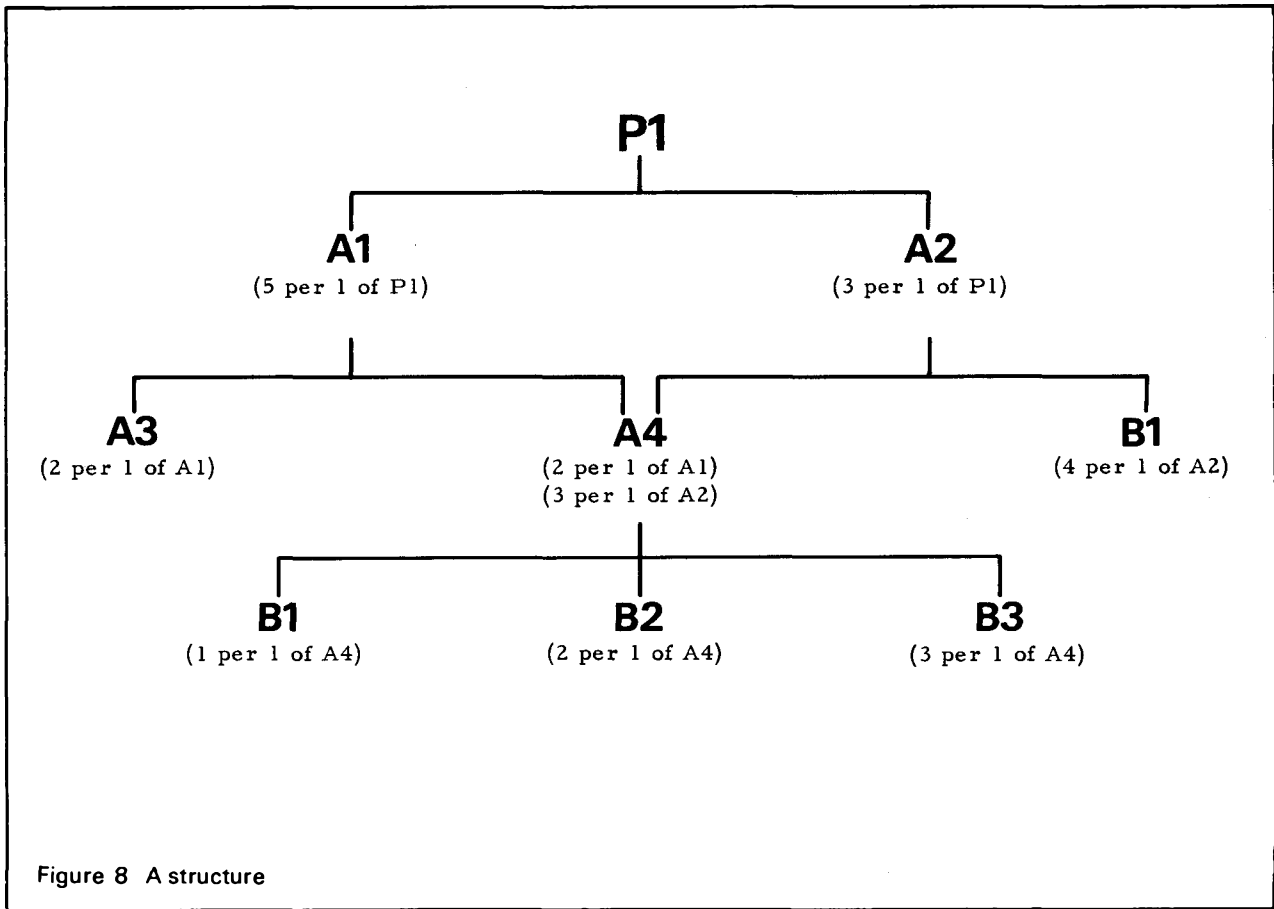 P1
A1
A2
(5 per 1 of P1)
(3 per 1 of P1)
A3
A4
B1
(2 per 1 of A1)
(2 per 1 of A1)
(4 per 1 of A2)
(3 per 1 of A2)
B1
B2
B3
(1 per 1 of A4)
(2 per 1 of A4)
(3 per 1 of A4)
Figure 8 A structure